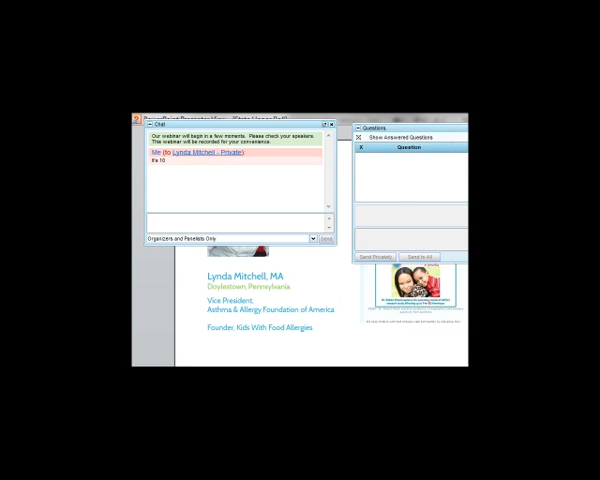 Chat
Our webinar will begin in a few moments. Please check your speakers.
This webinar will be recorded for your convenience.
Me (to Lynda Mitchell - Private):
It's 10
Organizers and Panelists Only
Send
Questions
Show Answered Questions
X Question
Send Privately Send to All
Lynda Mitchell, MA
Doylestown, Pennsylvania
Vice President,
Asthma & Allergy Foundation of America
Founder, Kids With Food Allergies